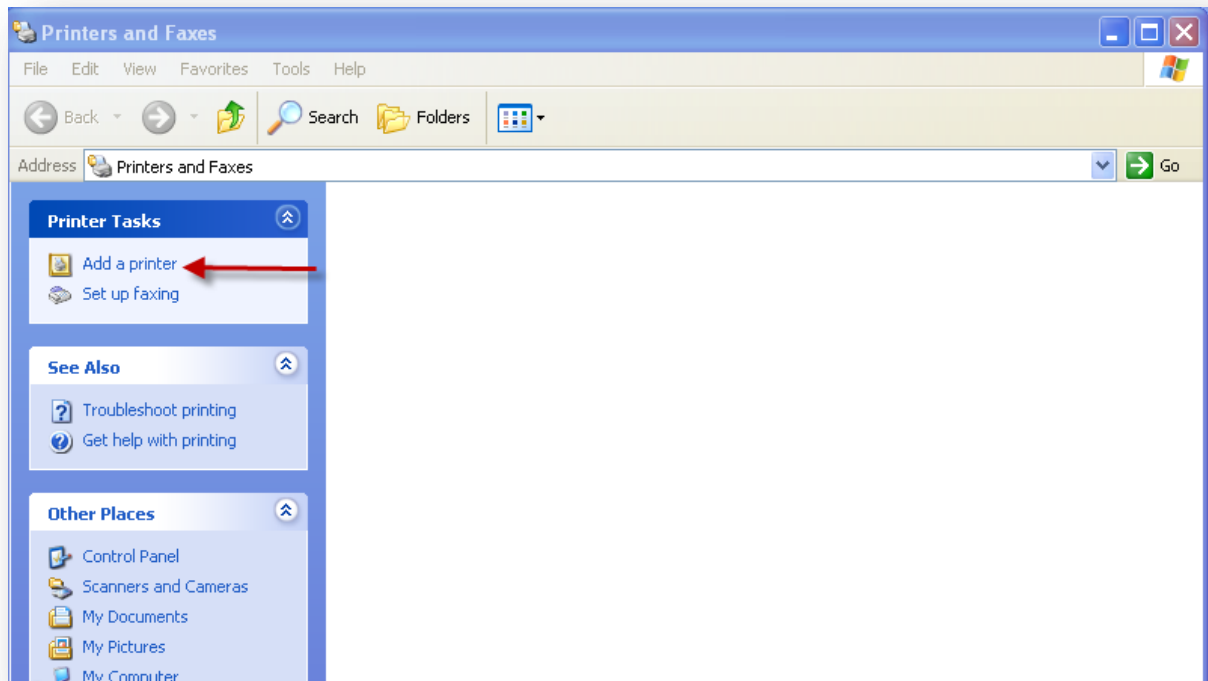 Printers and Faxes
File Edit View Favorites Tools Help
Back Search Folders
Address Printers and Faxes Go
Printer Tasks
Add a printer
Set up faxing
See Also
Troubleshoot printing
Get help with printing
Other Places
Control Panel
Scanners and Cameras
My Documents
My Pictures
My Computer